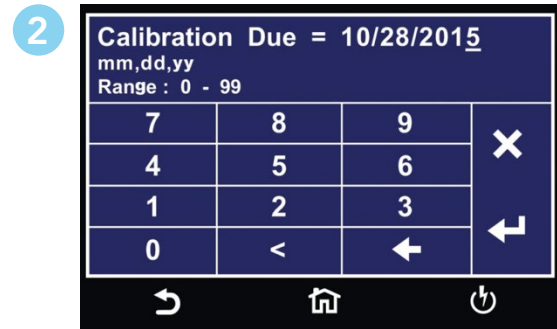 2
Calibration Due = 10/28/2015
mm,dd,yy
Range : 0 - 99
7 8 9
4 5 6
1 2 3
0 <